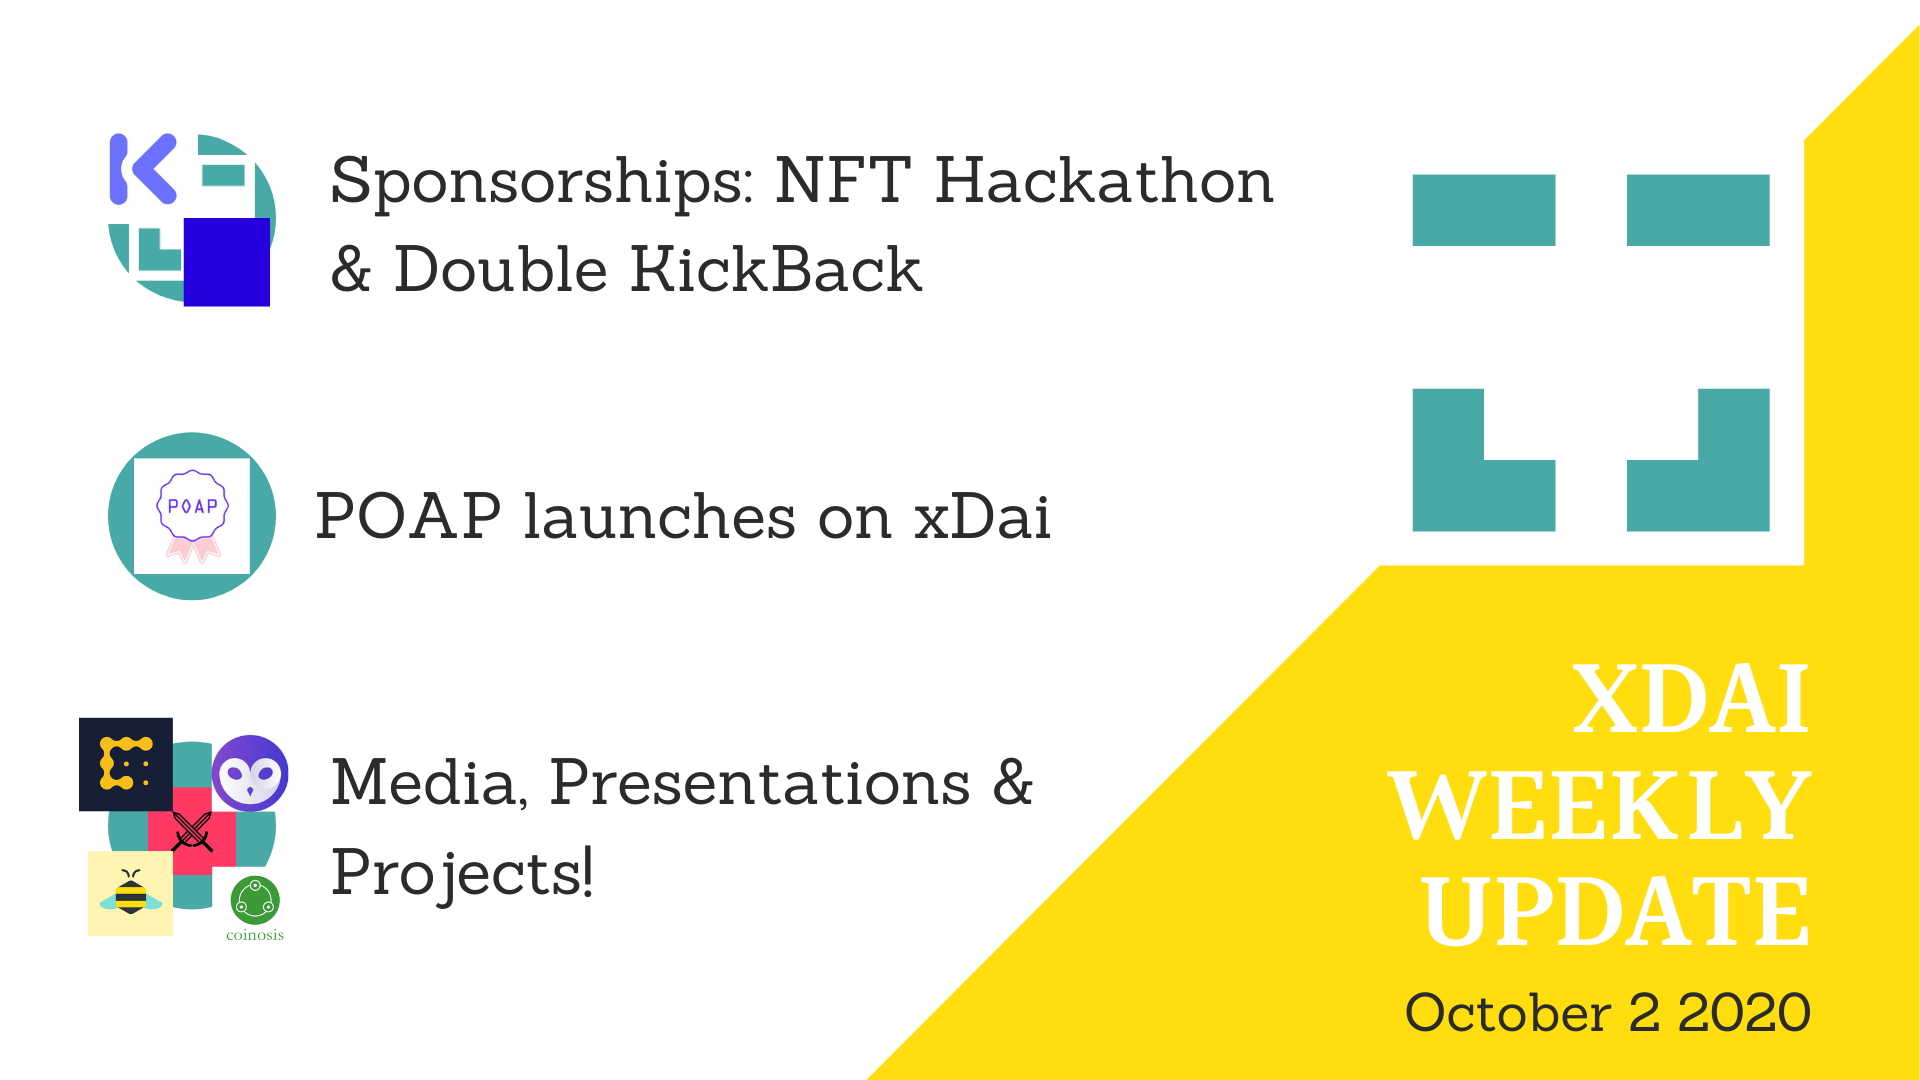 Sponsorships: NFT Hackathon
& Double KickBack
POAP
POAP launches on xDai
Media, Presentations &
Projects!
coinosis
XDAI
WEEKLY
UPDATE
October 2 2020